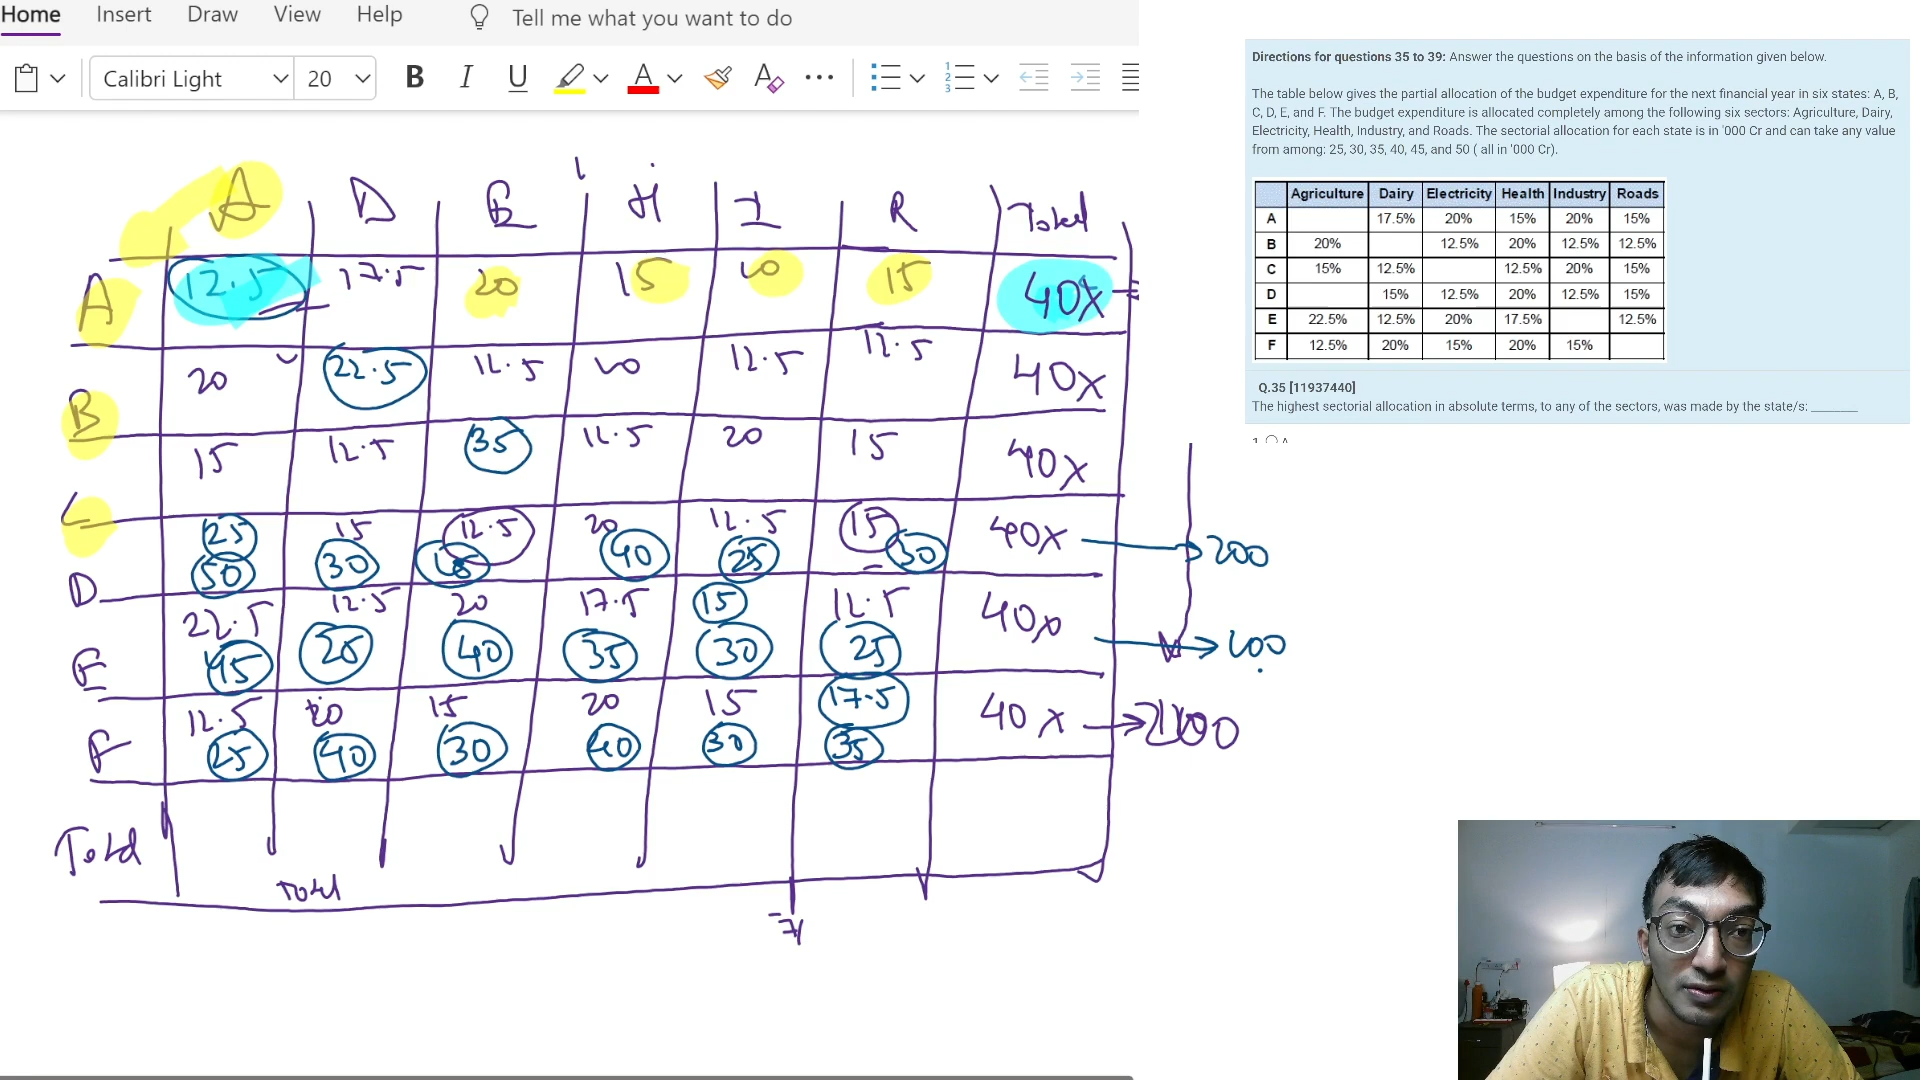 Home Insert Draw View Help Tell me what you want to do
Calibri Light 20 B I U A A ...
A D E H I R Total
A 12.5 17.5 20 15 20 15 40x
B 20 22.5 12.5 20 12.5 12.5 40x
C 15 12.5 35 12.5 20 15 40x
D 25 15 12.5 20 12.5 15 40x 200
50 30 40 25 30
E 22.5 12.5 20 17.5 15 12.5 40x 200
45 25 40 35 30 25
F 12.5 20 15 20 15 17.5 40x
25 40 30 40 30 35
Total
Total
Directions for questions 35 to 39: Answer the questions on the basis of the information given below.
The table below gives the partial allocation of the budget expenditure for the next financial year in six states: A, B,
C, D, E, and F. The budget expenditure is allocated completely among the following six sectors: Agriculture, Dairy,
Electricity, Health, Industry, and Roads. The sectorial allocation for each state is in '000 Cr and can take any value
from among: 25, 30, 35, 40, 45, and 50 ( all in '000 Cr).
Agriculture Dairy Electricity Health Industry Roads
A 17.5% 20% 15% 20% 15%
B 20% 12.5% 20% 12.5% 12.5%
C 15% 12.5% 12.5% 20% 15%
D 15% 12.5% 20% 12.5% 15%
E 22.5% 12.5% 20% 17.5% 12.5%
F 12.5% 20% 15% 20% 15%
Q.35 [11937440]
The highest sectorial allocation in absolute terms, to any of the sectors, was made by the state/s: ________